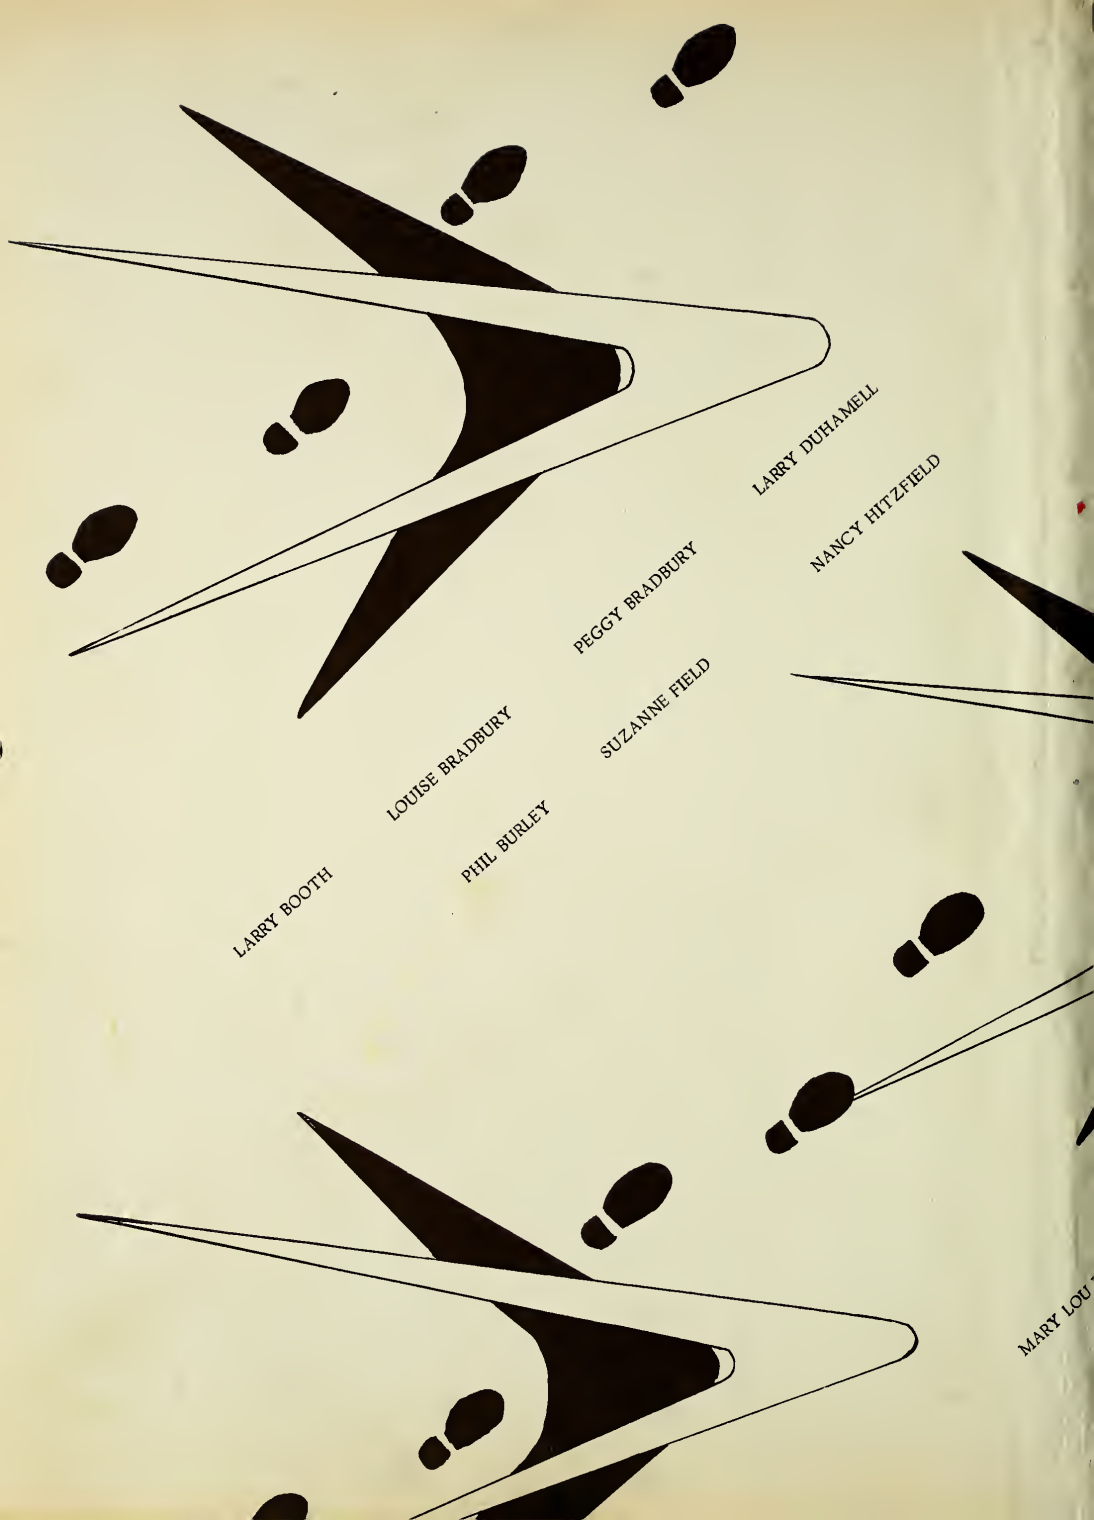 LARRY DUHAMELL
NANCY HITZFIELD
PEGGY BRADBURY
SUZANNE FIELD
LOUISE BRADBURY
PHIL BURLEY
LARRY BOOTH
MARY LOU